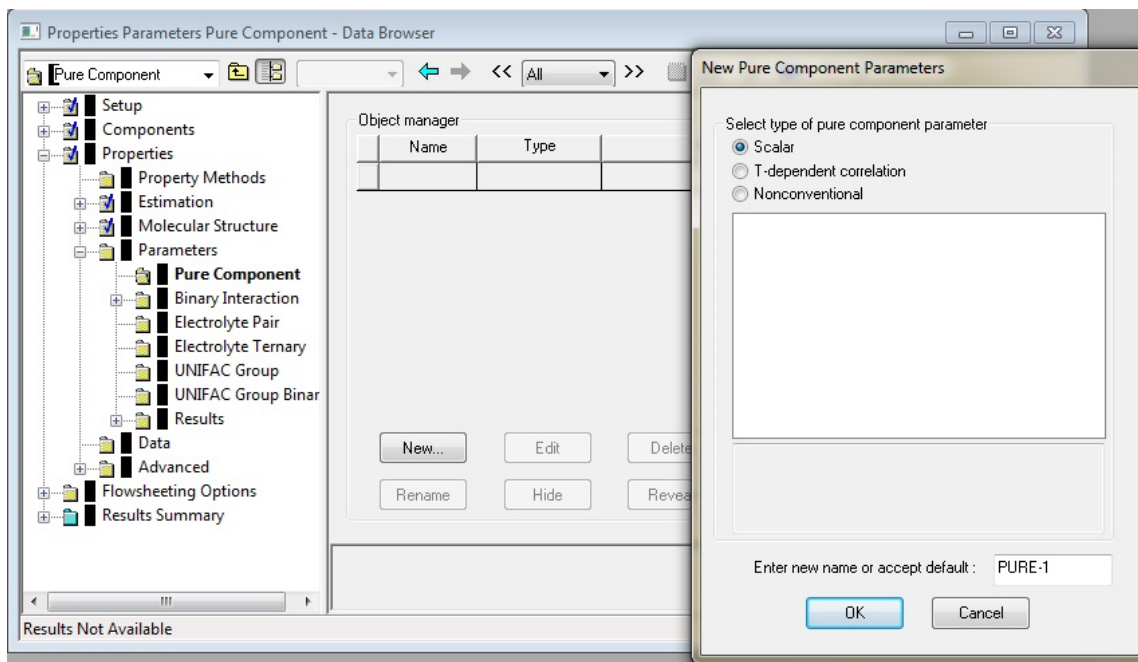 Properties Parameters Pure Component - Data Browser
Pure Component
<< All >>
Setup
Components
Properties
Property Methods
Estimation
Molecular Structure
Parameters
Pure Component
Binary Interaction
Electrolyte Pair
Electrolyte Ternary
UNIFAC Group
UNIFAC Group Binar
Results
Data
Advanced
Flowsheeting Options
Results Summary
Object manager
Name Type
New... Edit Delete
Rename Hide Revea
Results Not Available
New Pure Component Parameters
Select type of pure component parameter
Scalar
T-dependent correlation
Nonconventional
Enter new name or accept default : PURE-1
OK Cancel